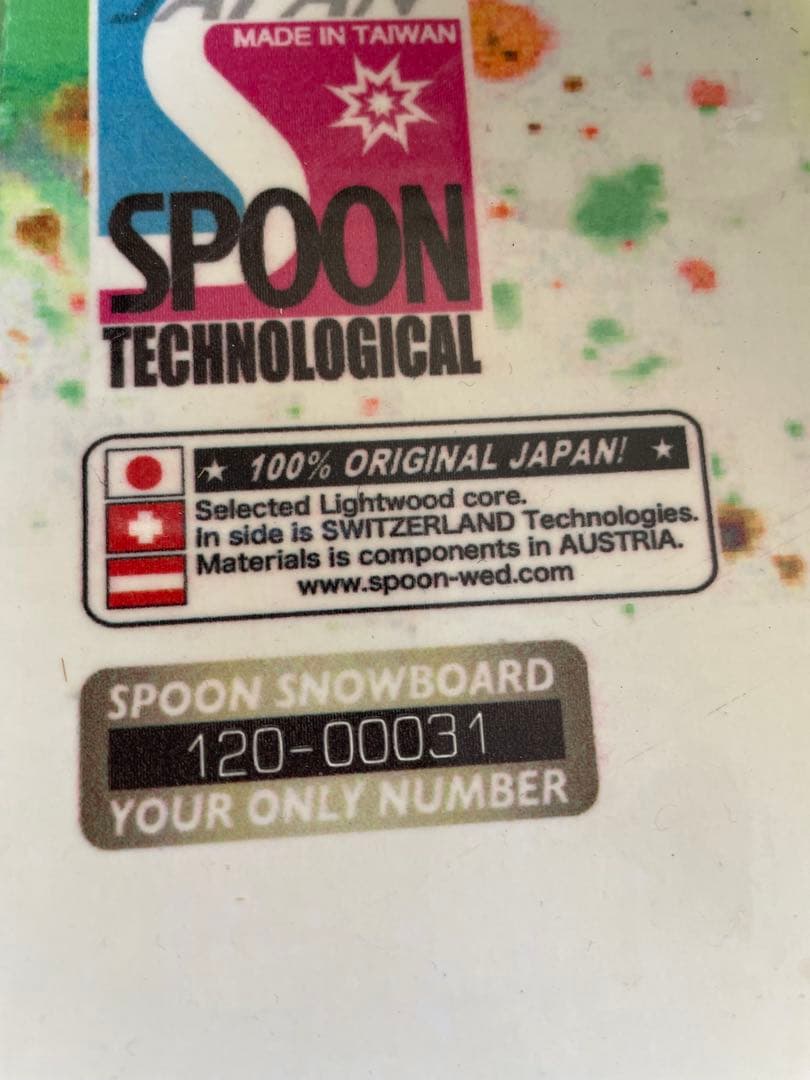 JAPAN
MADE IN TAIWAN
SPOON
TECHNOLOGICAL
★ 100% ORIGINAL JAPAN! ★
Selected Lightwood core.
in side is SWITZERLAND Technologies.
Materials is components in AUSTRIA.
www.spoon-wed.com
SPOON SNOWBOARD
120-00031
YOUR ONLY NUMBER